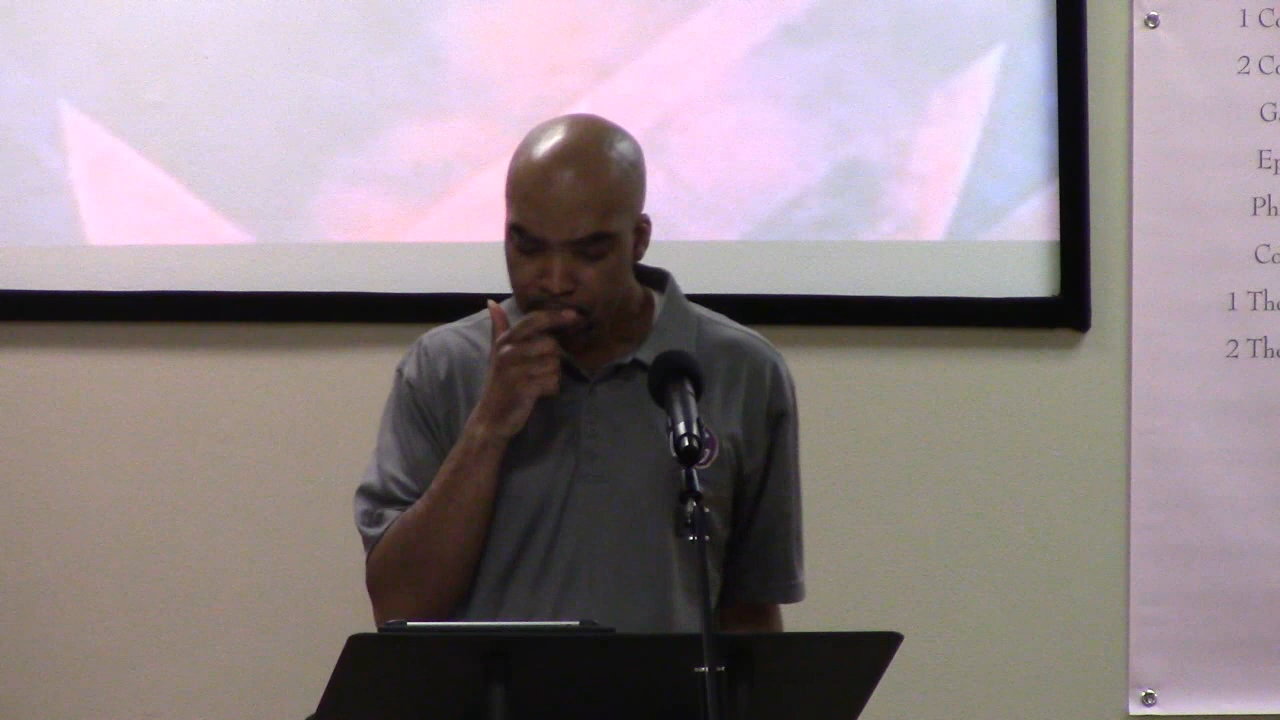 1 Co
2 Co
Ga
Ep
Ph
Co
1 The
2 The